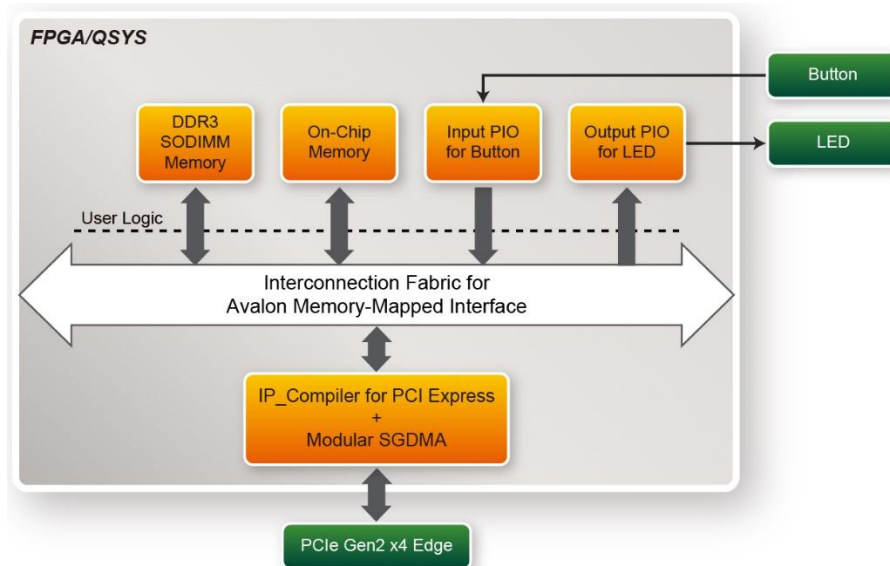 FPGA/QSYS
Button
DDR3
SODIMM
Memory
On-Chip
Memory
Input PIO
for Button
Output PIO
for LED
LED
User Logic
Interconnection Fabric for
Avalon Memory-Mapped Interface
IP_Compiler for PCI Express
+
Modular SGDMA
PCIe Gen2 x4 Edge